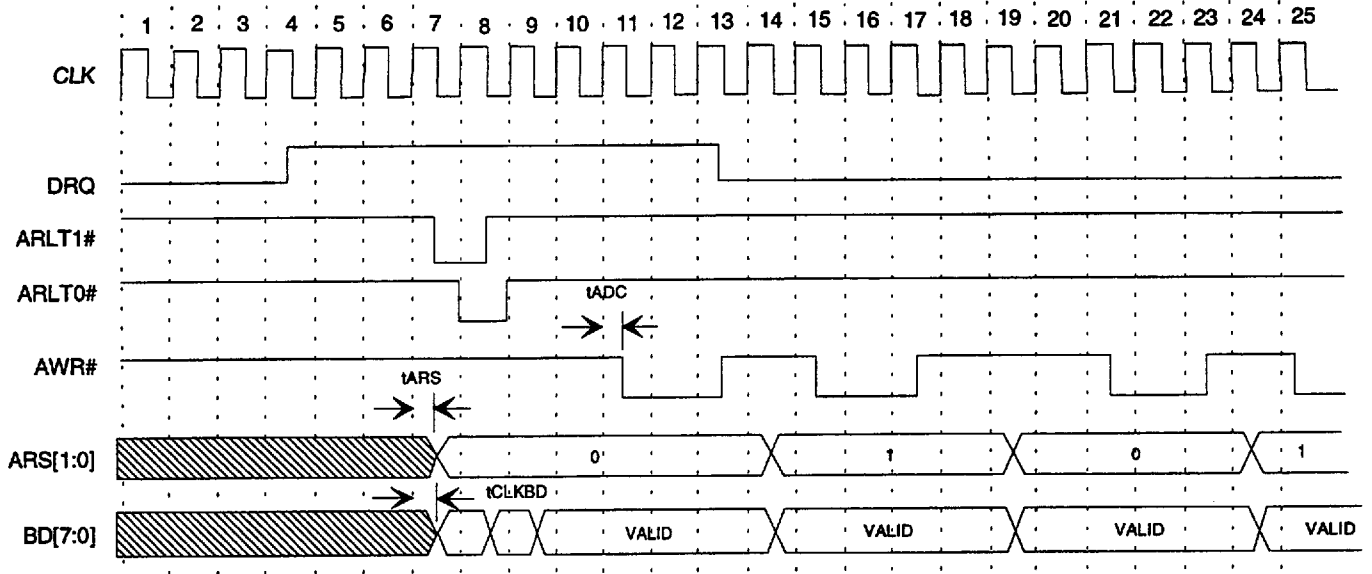 1 2 3 4 5 6 7 8 9 10 11 12 13 14 15 16 17 18 19 20 21 22 23 24 25
CLK
DRQ
ARLT1#
ARLT0#
tADC
AWR#
tARS
ARS[1:0] 0 1 0 1
tCLKBD
BD[7:0] VALID VALID VALID VALID